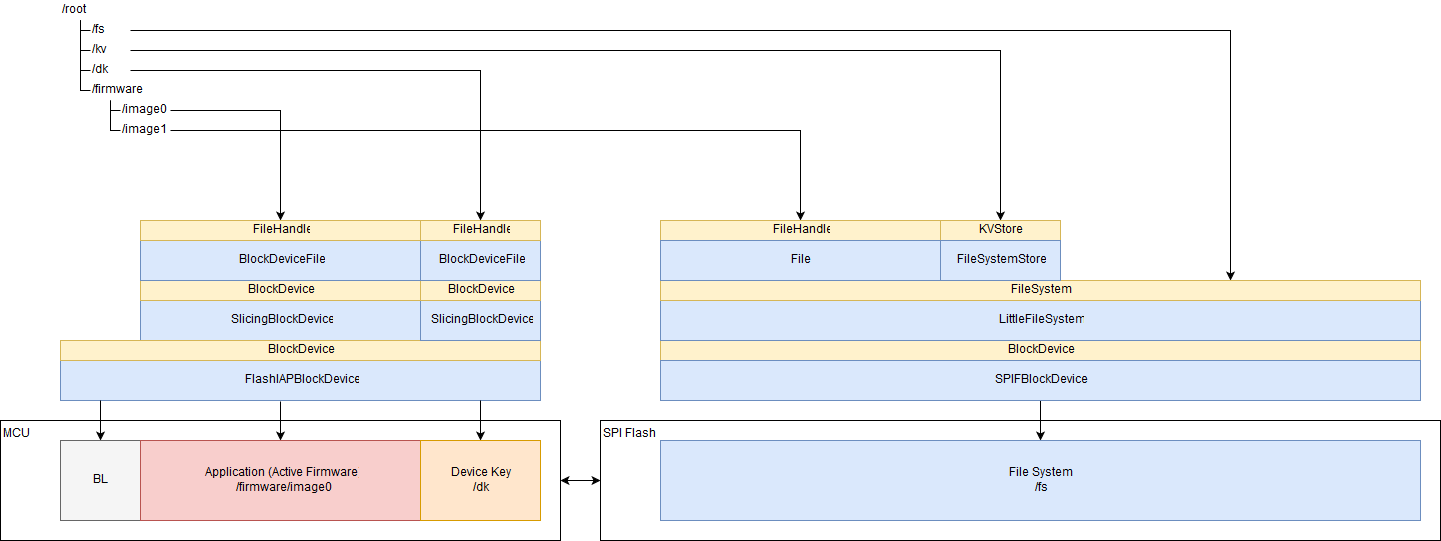 /root
/fs
/kv
/dk
/firmware
/image0
/image1
FileHandle
FileHandle
FileHandle
KVStore
BlockDeviceFile
BlockDeviceFile
File
FileSystemStore
BlockDevice
BlockDevice
FileSystem
SlicingBlockDevice
SlicingBlockDevice
LittleFileSystem
BlockDevice
BlockDevice
FlashIAPBlockDevice
SPIFBlockDevice
MCU
SPI Flash
BL
Application (Active Firmware
/firmware/image0
Device Key
/dk
File System
/fs